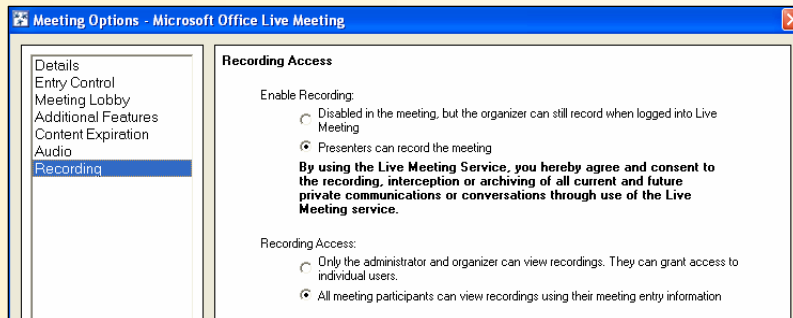 Meeting Options - Microsoft Office Live Meeting
Details
Entry Control
Meeting Lobby
Additional Features
Content Expiration
Audio
Recording
Recording Access
Enable Recording:
Disabled in the meeting, but the organizer can still record when logged into Live
Meeting
Presenters can record the meeting
By using the Live Meeting Service, you hereby agree and consent to
the recording, interception or archiving of all current and future
private communications or conversations through use of the Live
Meeting service.
Recording Access:
Only the administrator and organizer can view recordings. They can grant access to
individual users.
All meeting participants can view recordings using their meeting entry information